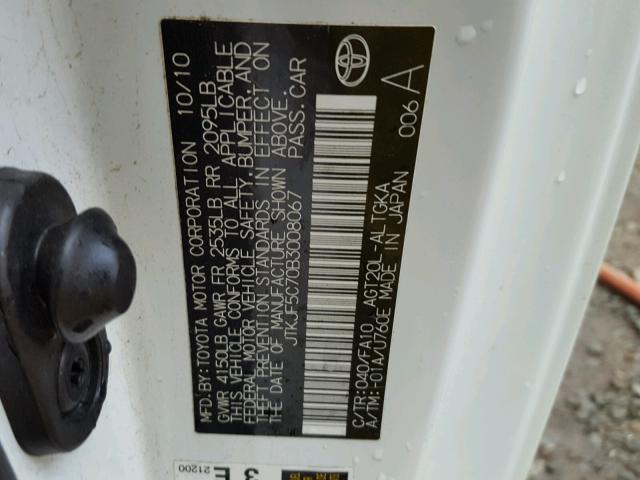 MFD.BY:TOYOTA MOTOR CORPORATION 10/10
GVWR 4150LB GAWR FR 2535LB RR 2095LB
THIS VEHICLE CONFORMS TO ALL APPLICABLE
FEDERAL MOTOR VEHICLE SAFETY,BUMPER,AND
THEFT PREVENTION STANDARDS IN EFFECT ON
THE DATE OF MANUFACTURE SHOWN ABOVE.
JTKJF5C70B3008067 PASS.CAR
C/TR:040/FA10 AGT20L-ALTGKA
A/TM:-01A/U760E MADE IN JAPAN
006 A
21200
3 E